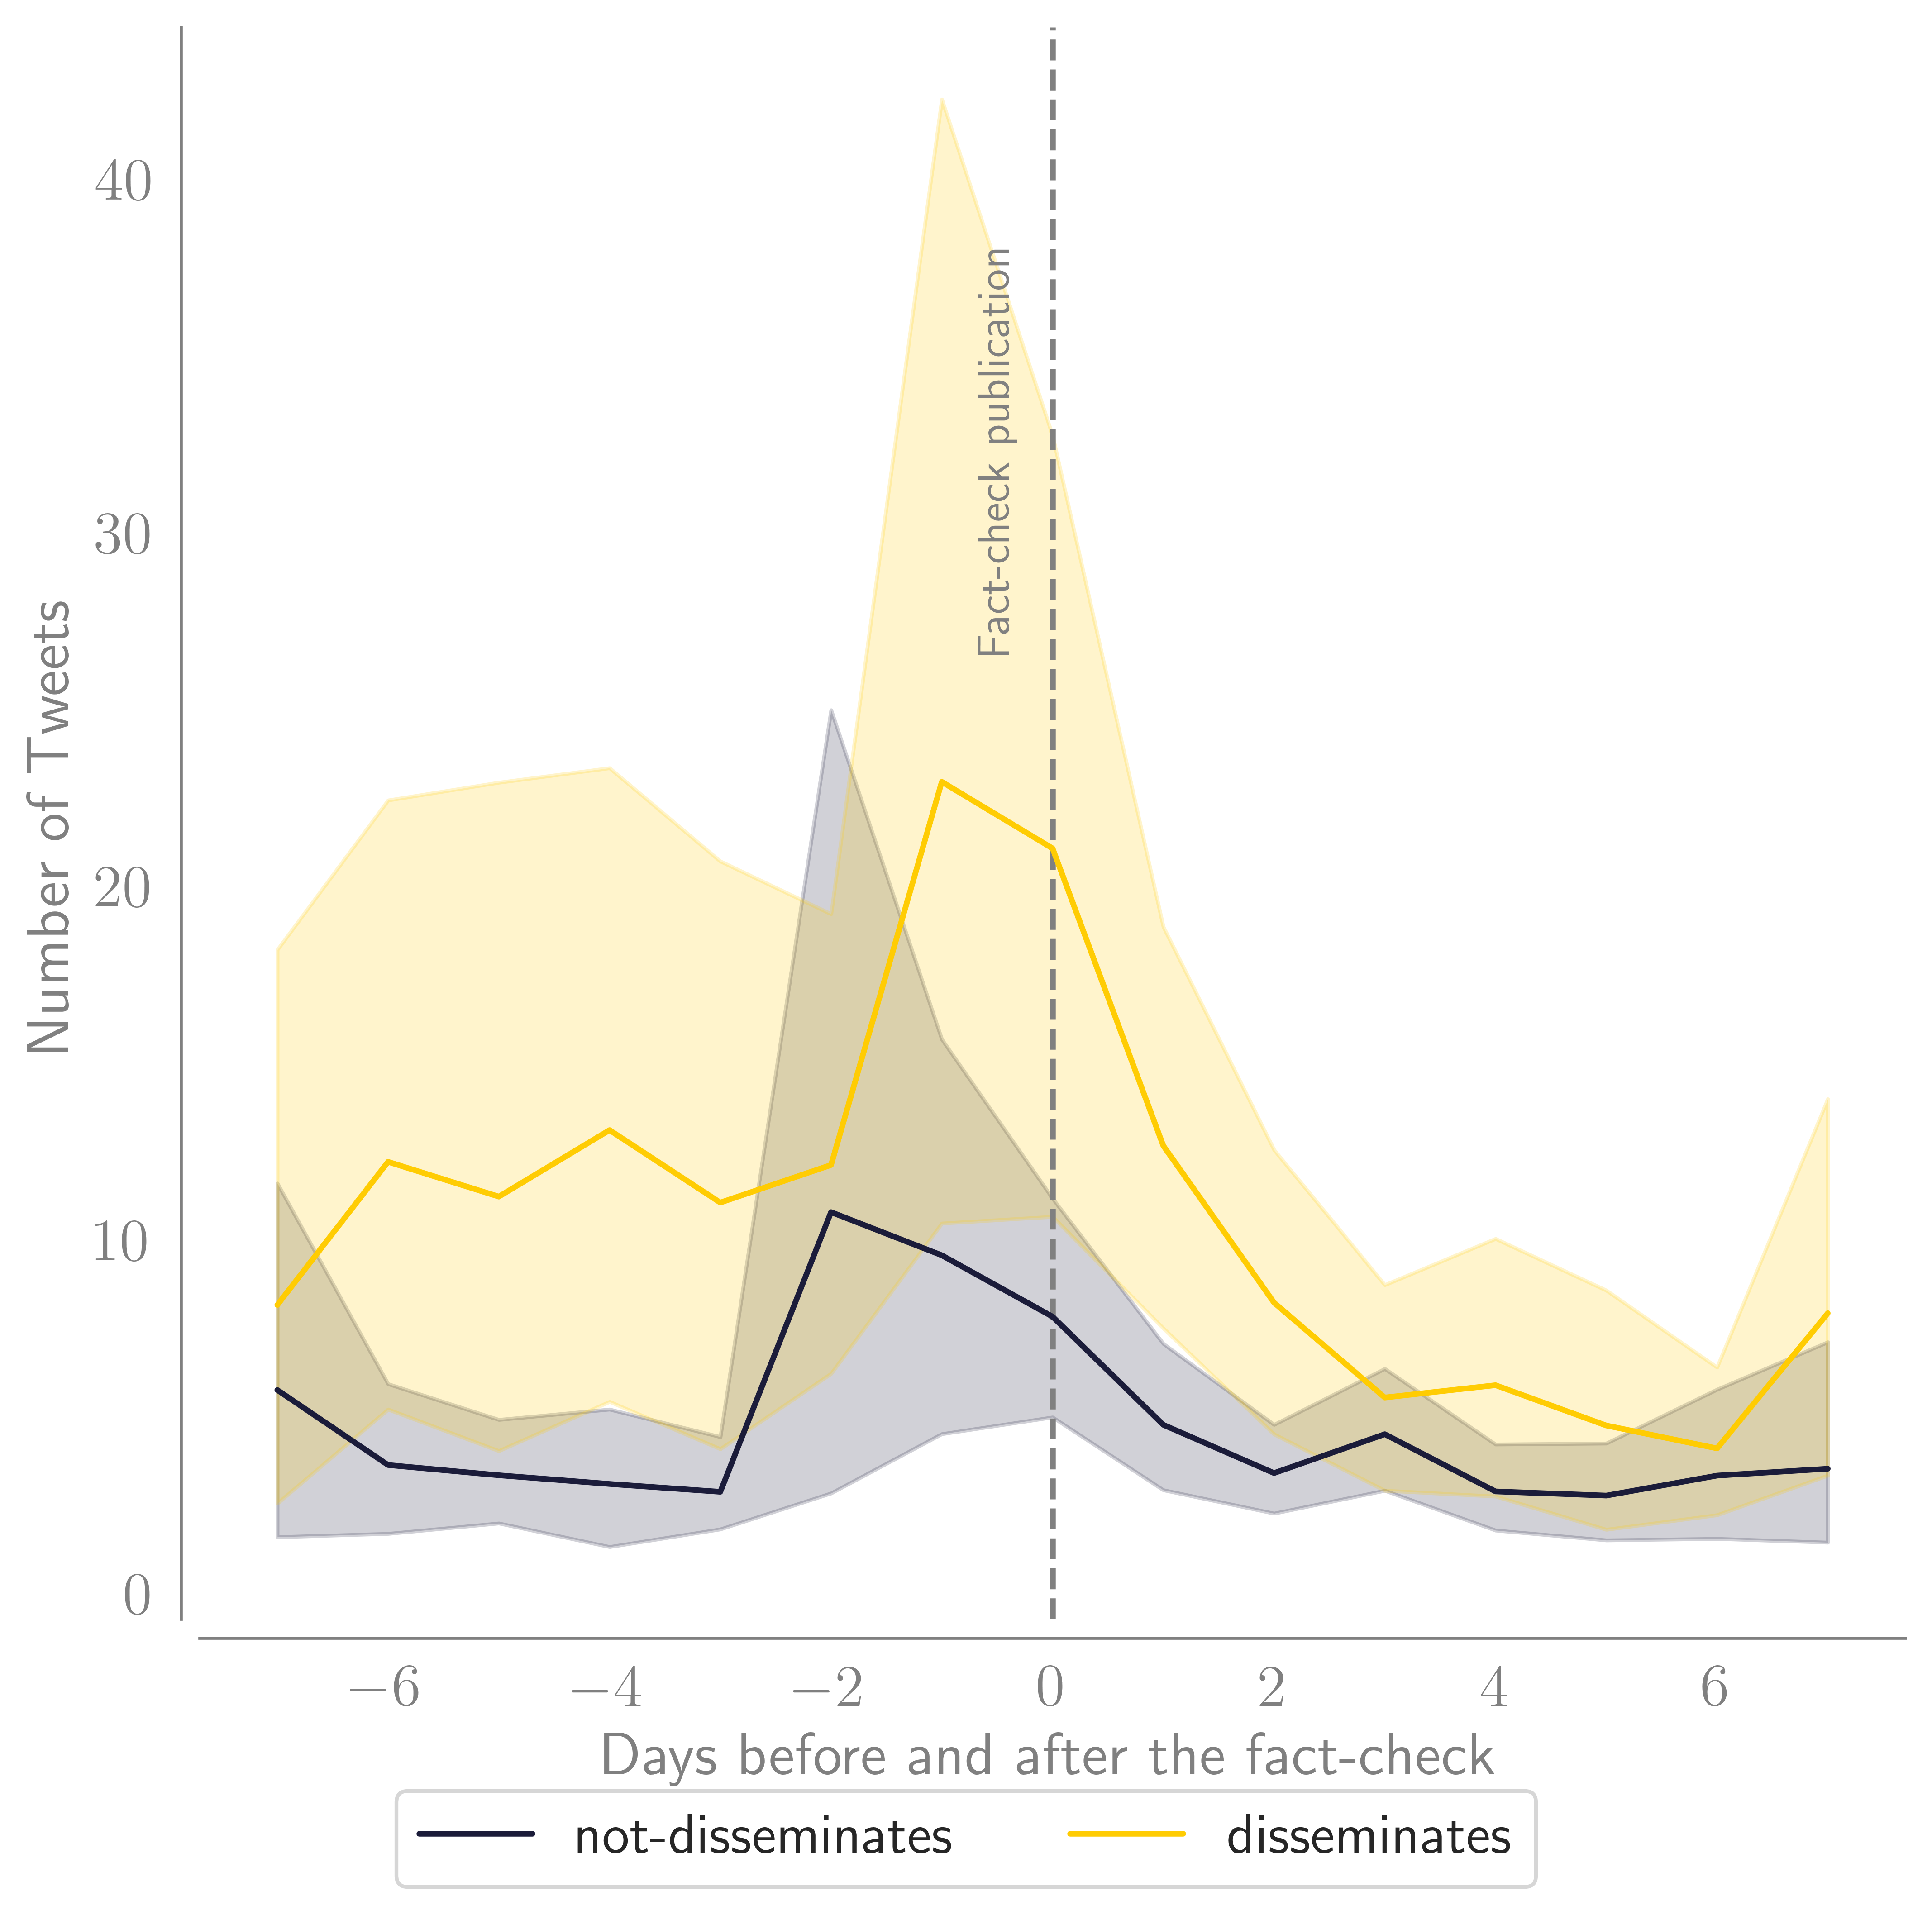 40
30
20
10
0
Number of Tweets
Fact-check publication
−6 −4 −2 0 2 4 6
Days before and after the fact-check
not-disseminates disseminates